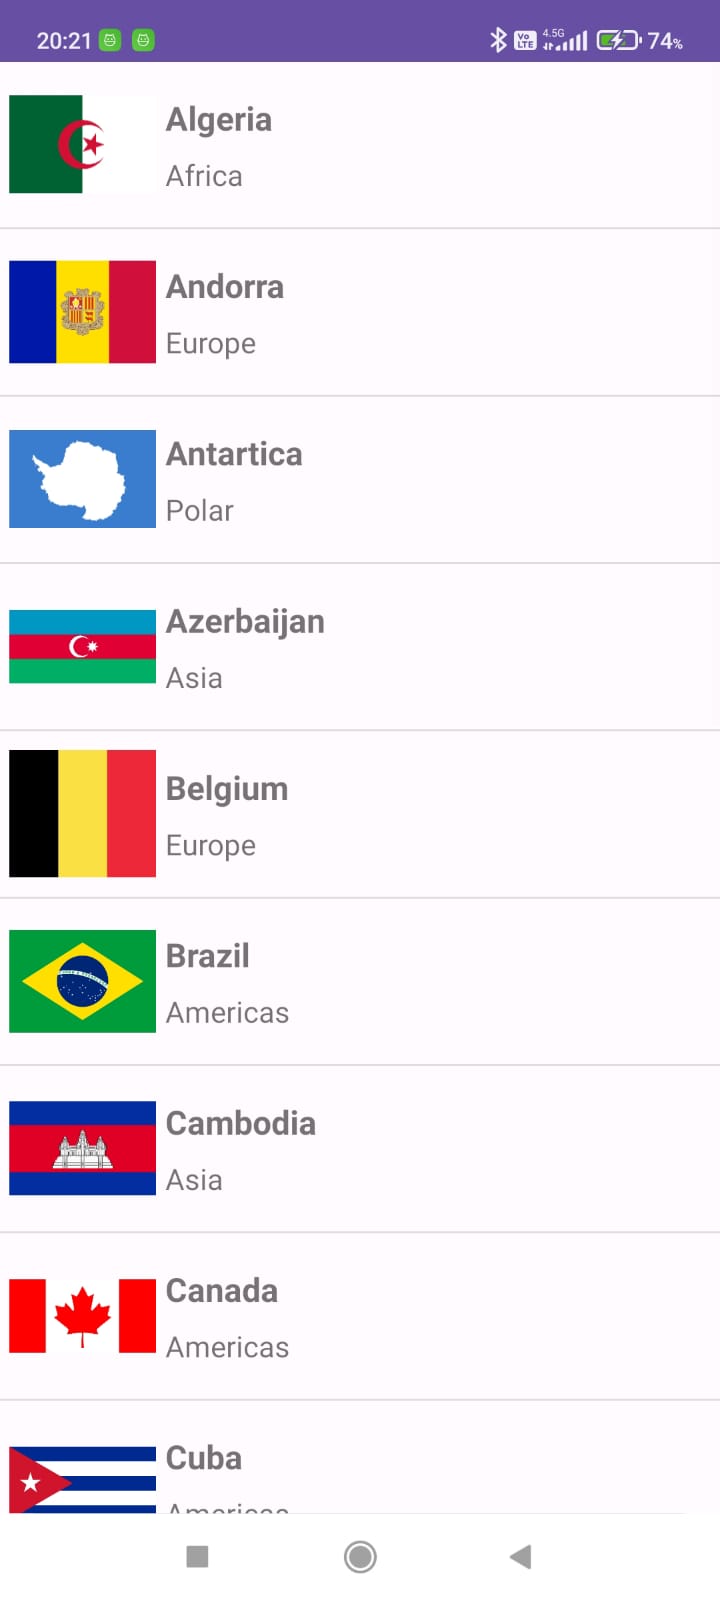 20:21 Vo LTE 4.5G 74%
Algeria
Africa
Andorra
Europe
Antartica
Polar
Azerbaijan
Asia
Belgium
Europe
Brazil
Americas
Cambodia
Asia
Canada
Americas
Cuba
Americas